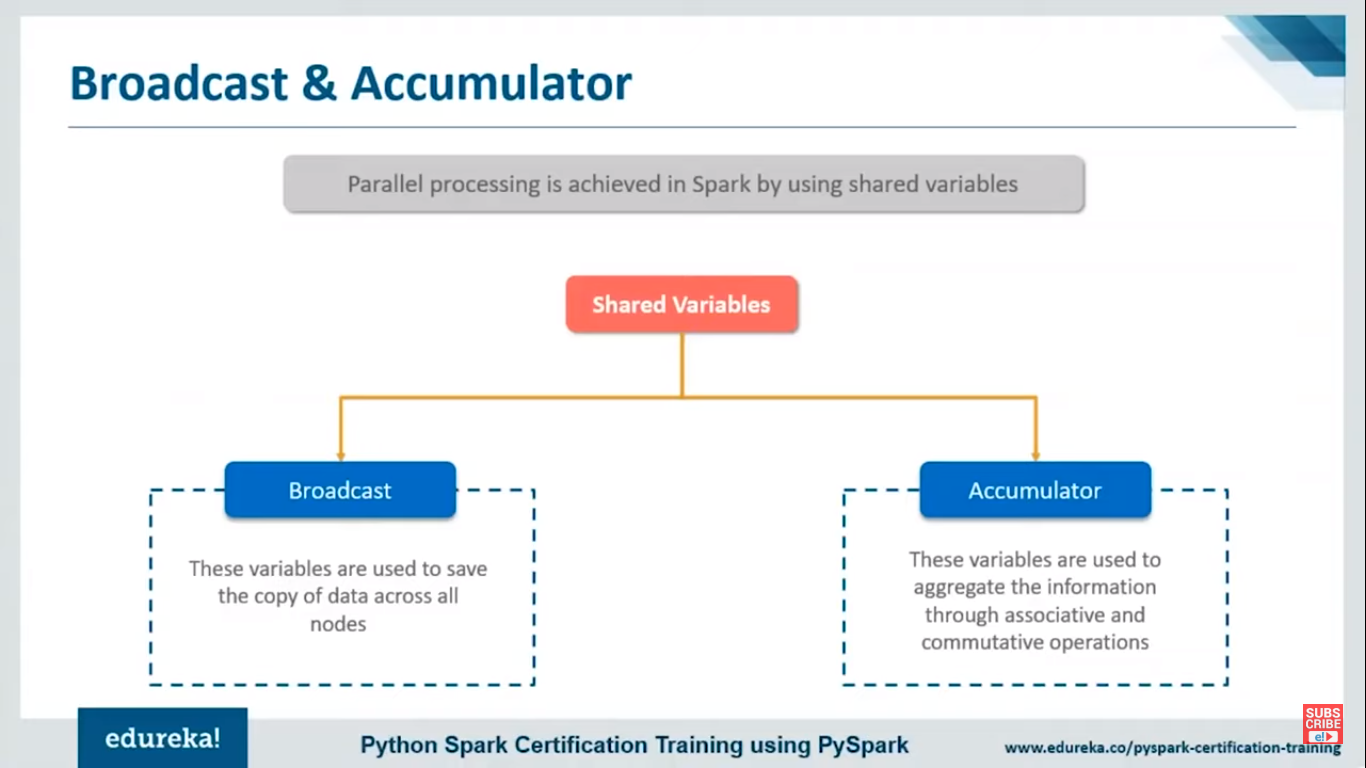 Broadcast & Accumulator
Parallel processing is achieved in Spark by using shared variables
Shared Variables
Broadcast
These variables are used to save
the copy of data across all
nodes
Accumulator
These variables are used to
aggregate the information
through associative and
commutative operations
SUBS
CRIBE
e!
edureka!
Python Spark Certification Training using PySpark
www.edureka.co/pyspark-certification-training